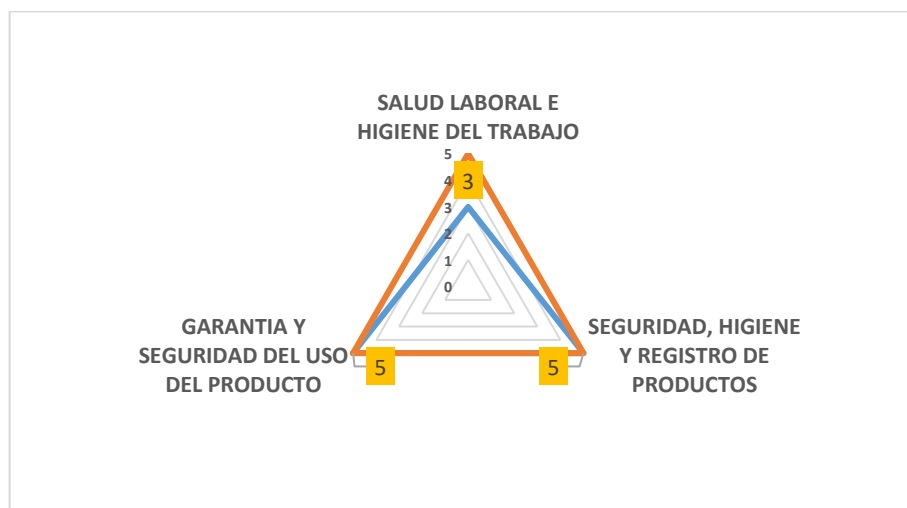 SALUD LABORAL E
HIGIENE DEL TRABAJO
5
4
3
3
2
1
0
GARANTIA Y
SEGURIDAD DEL USO
DEL PRODUCTO
SEGURIDAD, HIGIENE
Y REGISTRO DE
PRODUCTOS
5
5